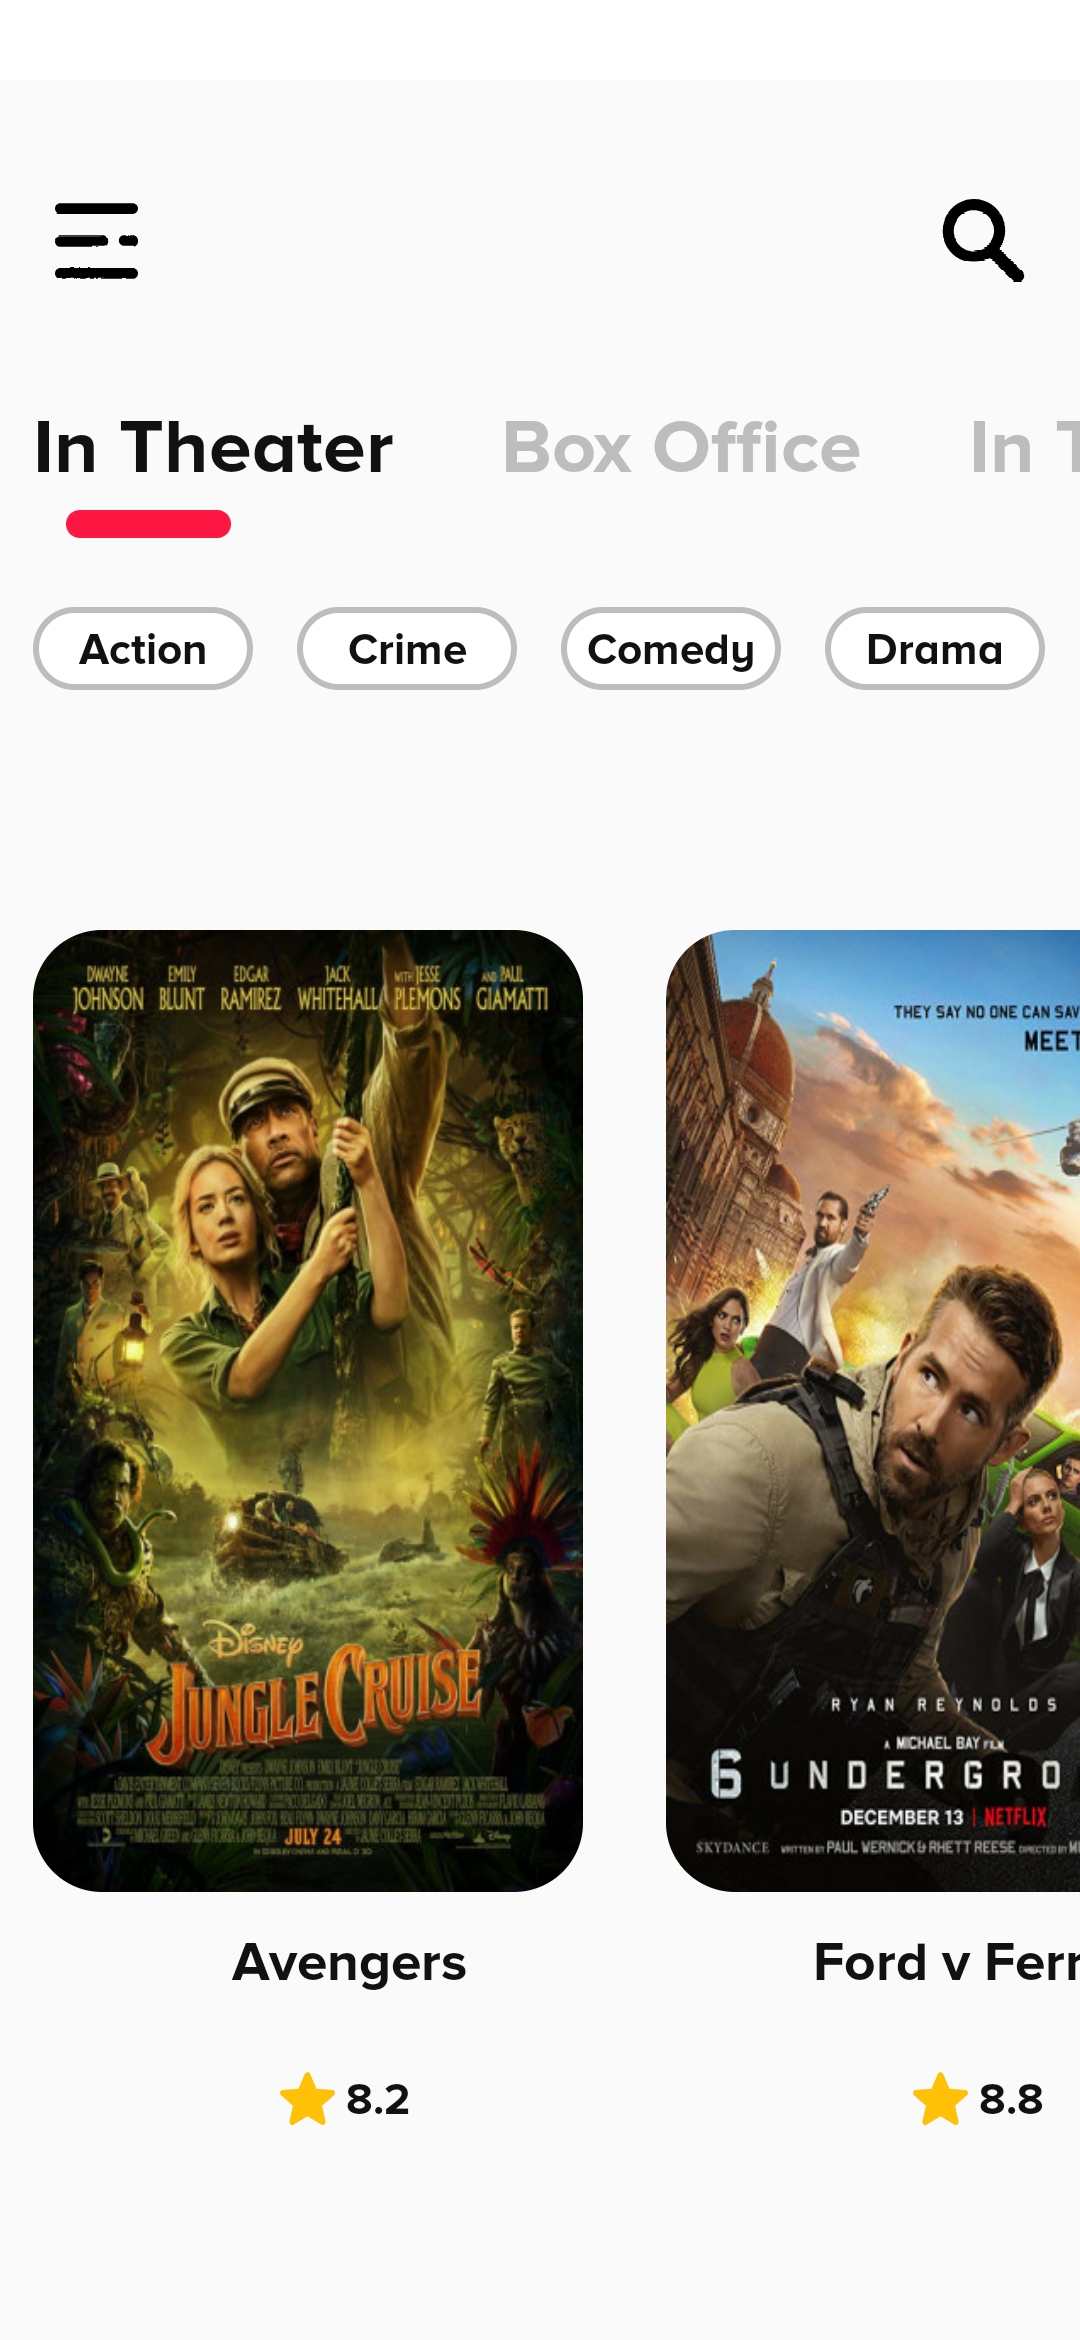 In Theater
Box Office
In T
Action
Crime
Comedy
Drama
DWAYNE JOHNSON
EMILY BLUNT
EDGAR RAMIREZ
JACK WHITEHALL
WITH JESSE PLEMONS
AND PAUL GIAMATTI
DISNEY
JUNGLE CRUISE
JULY 24
THEY SAY NO ONE CAN SAV
MEET
RYAN REYNOLDS
A MICHAEL BAY FILM
6 UNDERGRO
DECEMBER 13 | NETFLIX
SKYDANCE WRITTEN BY PAUL WERNICK & RHETT REESE DIRECTED BY MI
Avengers
Ford v Ferr
8.2
8.8